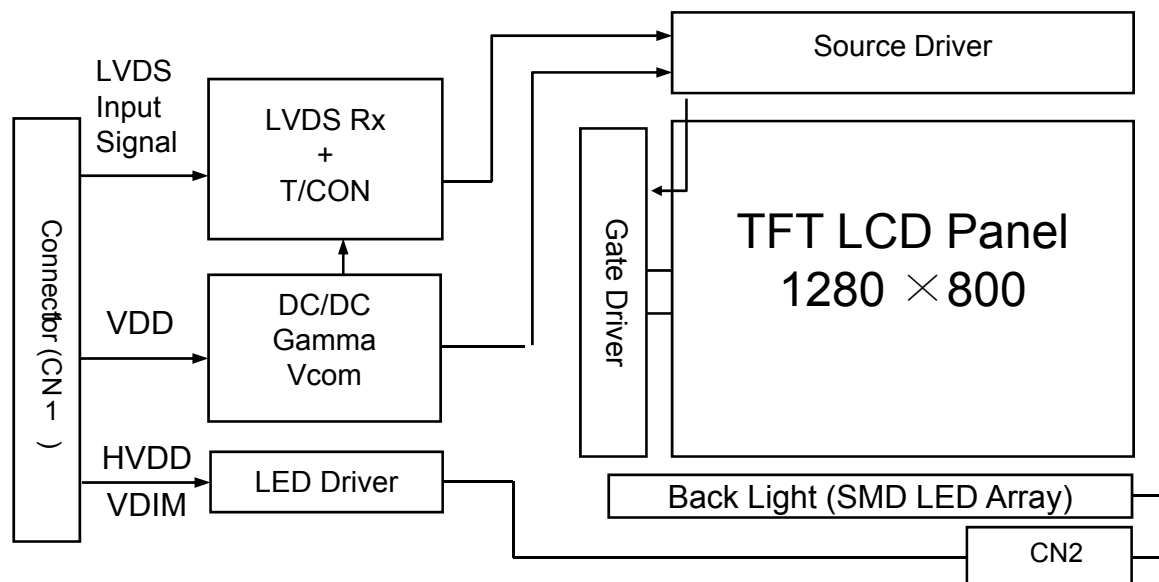 LVDS
Input
Signal
LVDS Rx
+
T/CON
Source Driver
Connector (CN1)
Gate Driver
TFT LCD Panel
1280 ×800
VDD
DC/DC
Gamma
Vcom
HVDD
VDIM
LED Driver
Back Light (SMD LED Array)
CN2